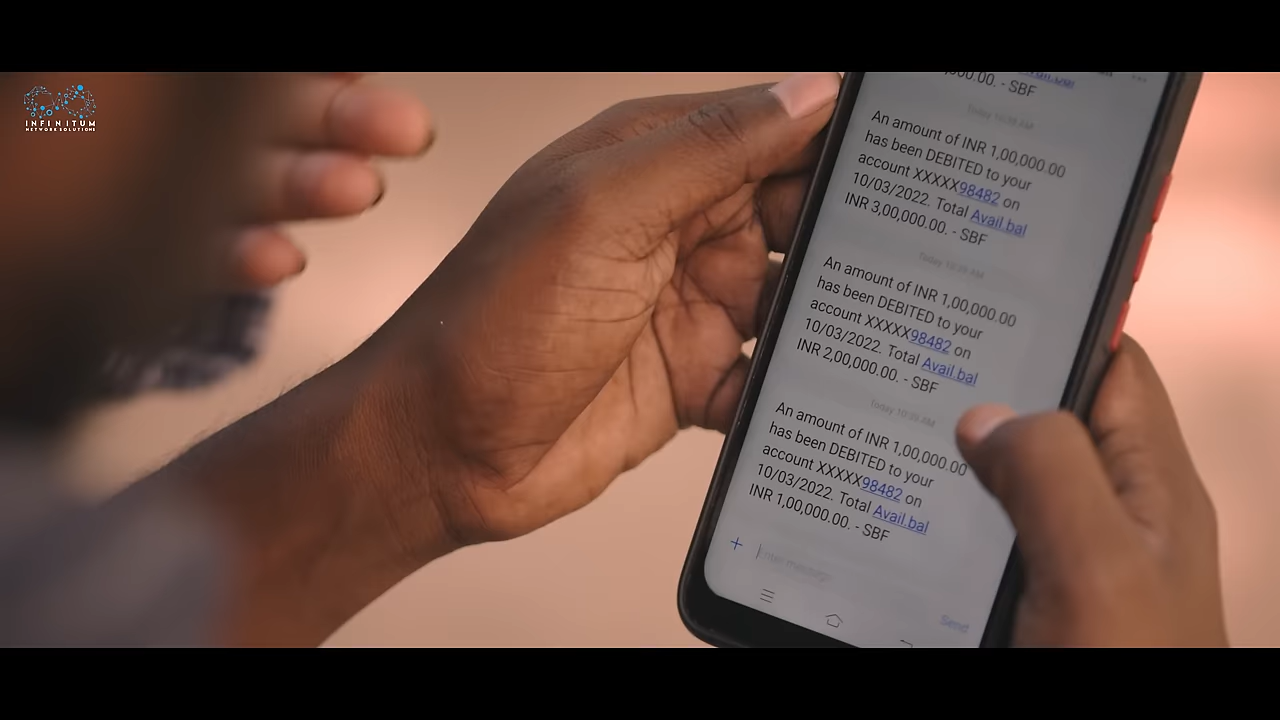 INFINITUM
NETWORK SOLUTIONS
00.00. - SBF
An amount of INR 1,00,000.00
has been DEBITED to your
account XXXXX98482 on
10/03/2022. Total Avail.bal
INR 3,00,000.00. - SBF
An amount of INR 1,00,000.00
has been DEBITED to your
account XXXXX98482 on
10/03/2022. Total Avail.bal
INR 2,00,000.00. - SBF
An amount of INR 1,00,000.00
has been DEBITED to your
account XXXXX98482 on
10/03/2022. Total Avail.bal
INR 1,00,000.00. - SBF
Enter message
Send